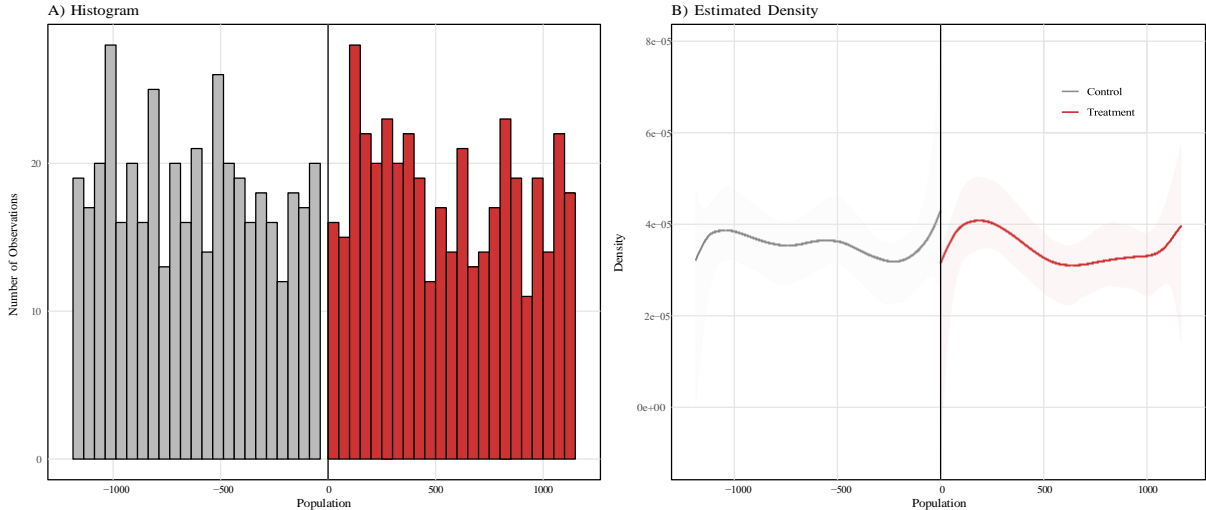 A) Histogram
Number of Observations
20
10
0
−1000
−500
0
500
1000
Population
B) Estimated Density
Density
8e−05
6e−05
4e−05
2e−05
0e+00
Control
Treatment
−1000
−500
0
500
1000
Population